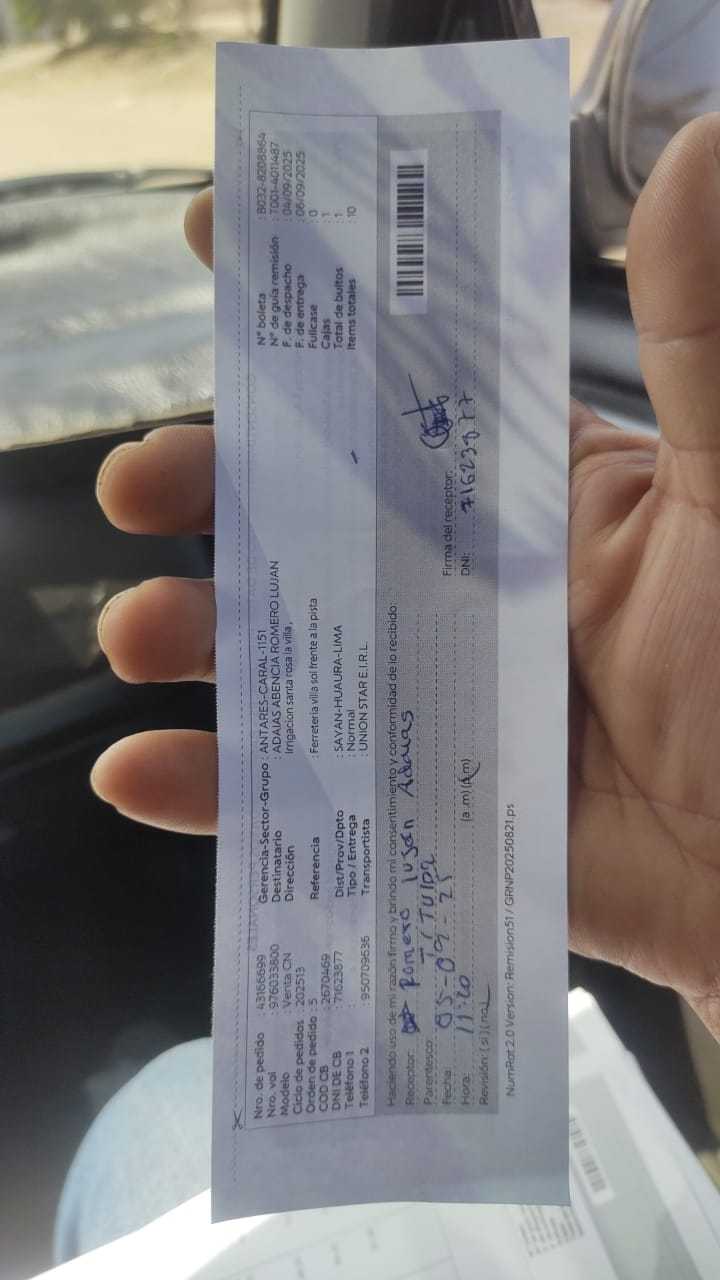 Nro. de pedido : 43166699
Nro. vol : 976033800
Modelo : Venta CN
Ciclo de pedidos : 202513
Orden de pedido : 5
COD CB : 2670469
DNI DE CB : 71623877
Teléfono 1 :
Teléfono 2 : 950709636
Gerencia-Sector-Grupo : ANTARES-CARAL-1151
Destinatario : ADAIAS ABENCIA ROMERO LUJAN
Dirección : Irrigacion santa rosa la villa,
Referencia : Ferreteria villa sol frente a la pista
Dist/Prov/Dpto : SAYAN-HUAURA-LIMA
Tipo / Entrega : Normal
Transportista : UNION STAR E.I.R.L.
N° boleta : B032-8208864
N° de guía remisión : T001-4011487
F. de despacho : 04/09/2025
F. de entrega : 06/09/2025
Fullcase : 0
Cajas : 1
Total de bultos : 1
Items totales : 10
Haciendo uso de mi razón firmo y brindo mi consentimiento y conformidad de lo recibido:
Receptor: Romero lujan Adaias
Parentesco: TITULAR
Fecha: 05-09-25
Hora: 11:20 (a.m)(p.m)
Revisión: (si)(no)
Firma del receptor:
DNI: 71623877
NumRot 2.0 Version: Remision51 / GRNP20250821.ps